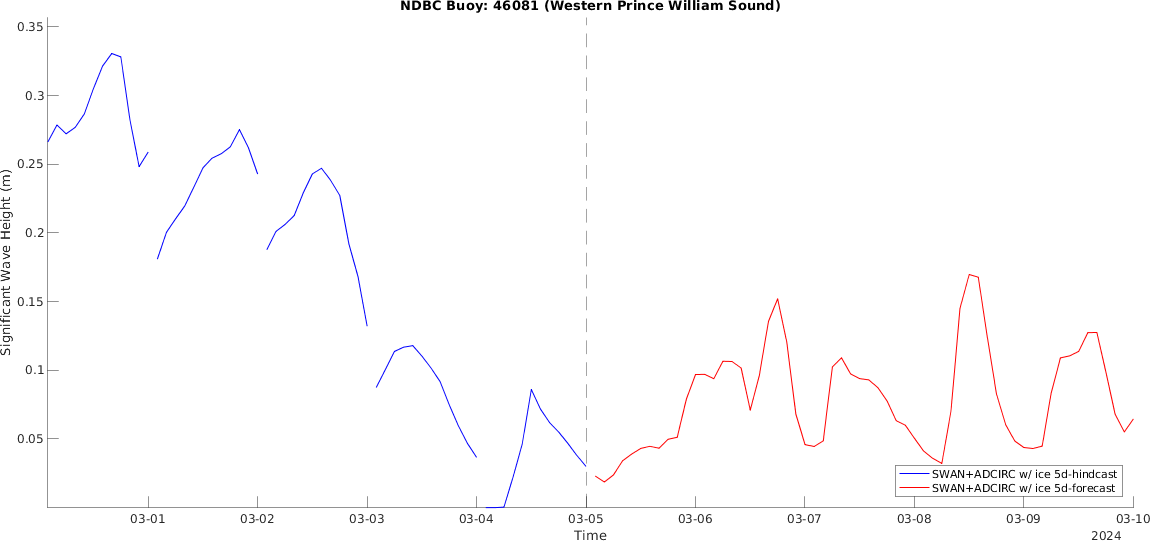 NDBC Buoy: 46081 (Western Prince William Sound)
0.35
0.3
0.25
0.2
0.15
0.1
0.05
Significant Wave Height (m)
SWAN+ADCIRC w/ ice 5d-hindcast
SWAN+ADCIRC w/ ice 5d-forecast
03-01 03-02 03-03 03-04 03-05 03-06 03-07 03-08 03-09 03-10
Time
2024